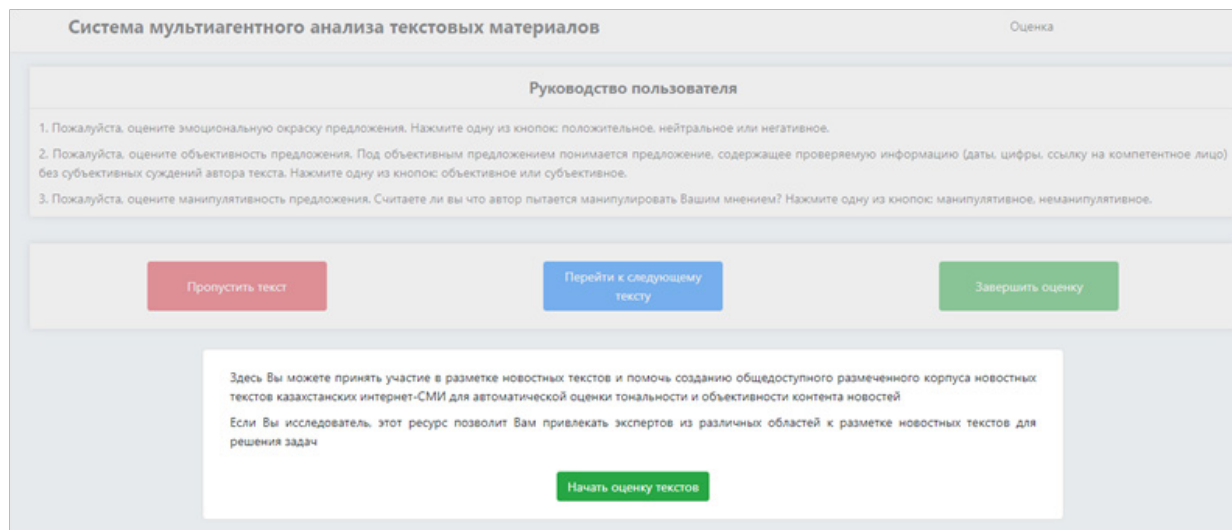 Система мультиагентного анализа текстовых материалов
Оценка
Руководство пользователя
1. Пожалуйста, оцените эмоциональную окраску предложения. Нажмите одну из кнопок: положительное, нейтральное или негативное.
2. Пожалуйста, оцените объективность предложения. Под объективным предложением понимается предложение, содержащее проверяемую информацию (даты, цифры, ссылку на компетентное лицо)
без субъективных суждений автора текста. Нажмите одну из кнопок: объективное или субъективное.
3. Пожалуйста, оцените манипулятивность предложения. Считаете ли вы что автор пытается манипулировать Вашим мнением? Нажмите одну из кнопок: манипулятивное, неманипулятивное.
Пропустить текст
Перейти к следующему
тексту
Завершить оценку
Здесь Вы можете принять участие в разметке новостных текстов и помочь созданию общедоступного размеченного корпуса новостных
текстов казахстанских интернет-СМИ для автоматической оценки тональности и объективности контента новостей
Если Вы исследователь, этот ресурс позволит Вам привлекать экспертов из различных областей к разметке новостных текстов для
решения задач
Начать оценку текстов